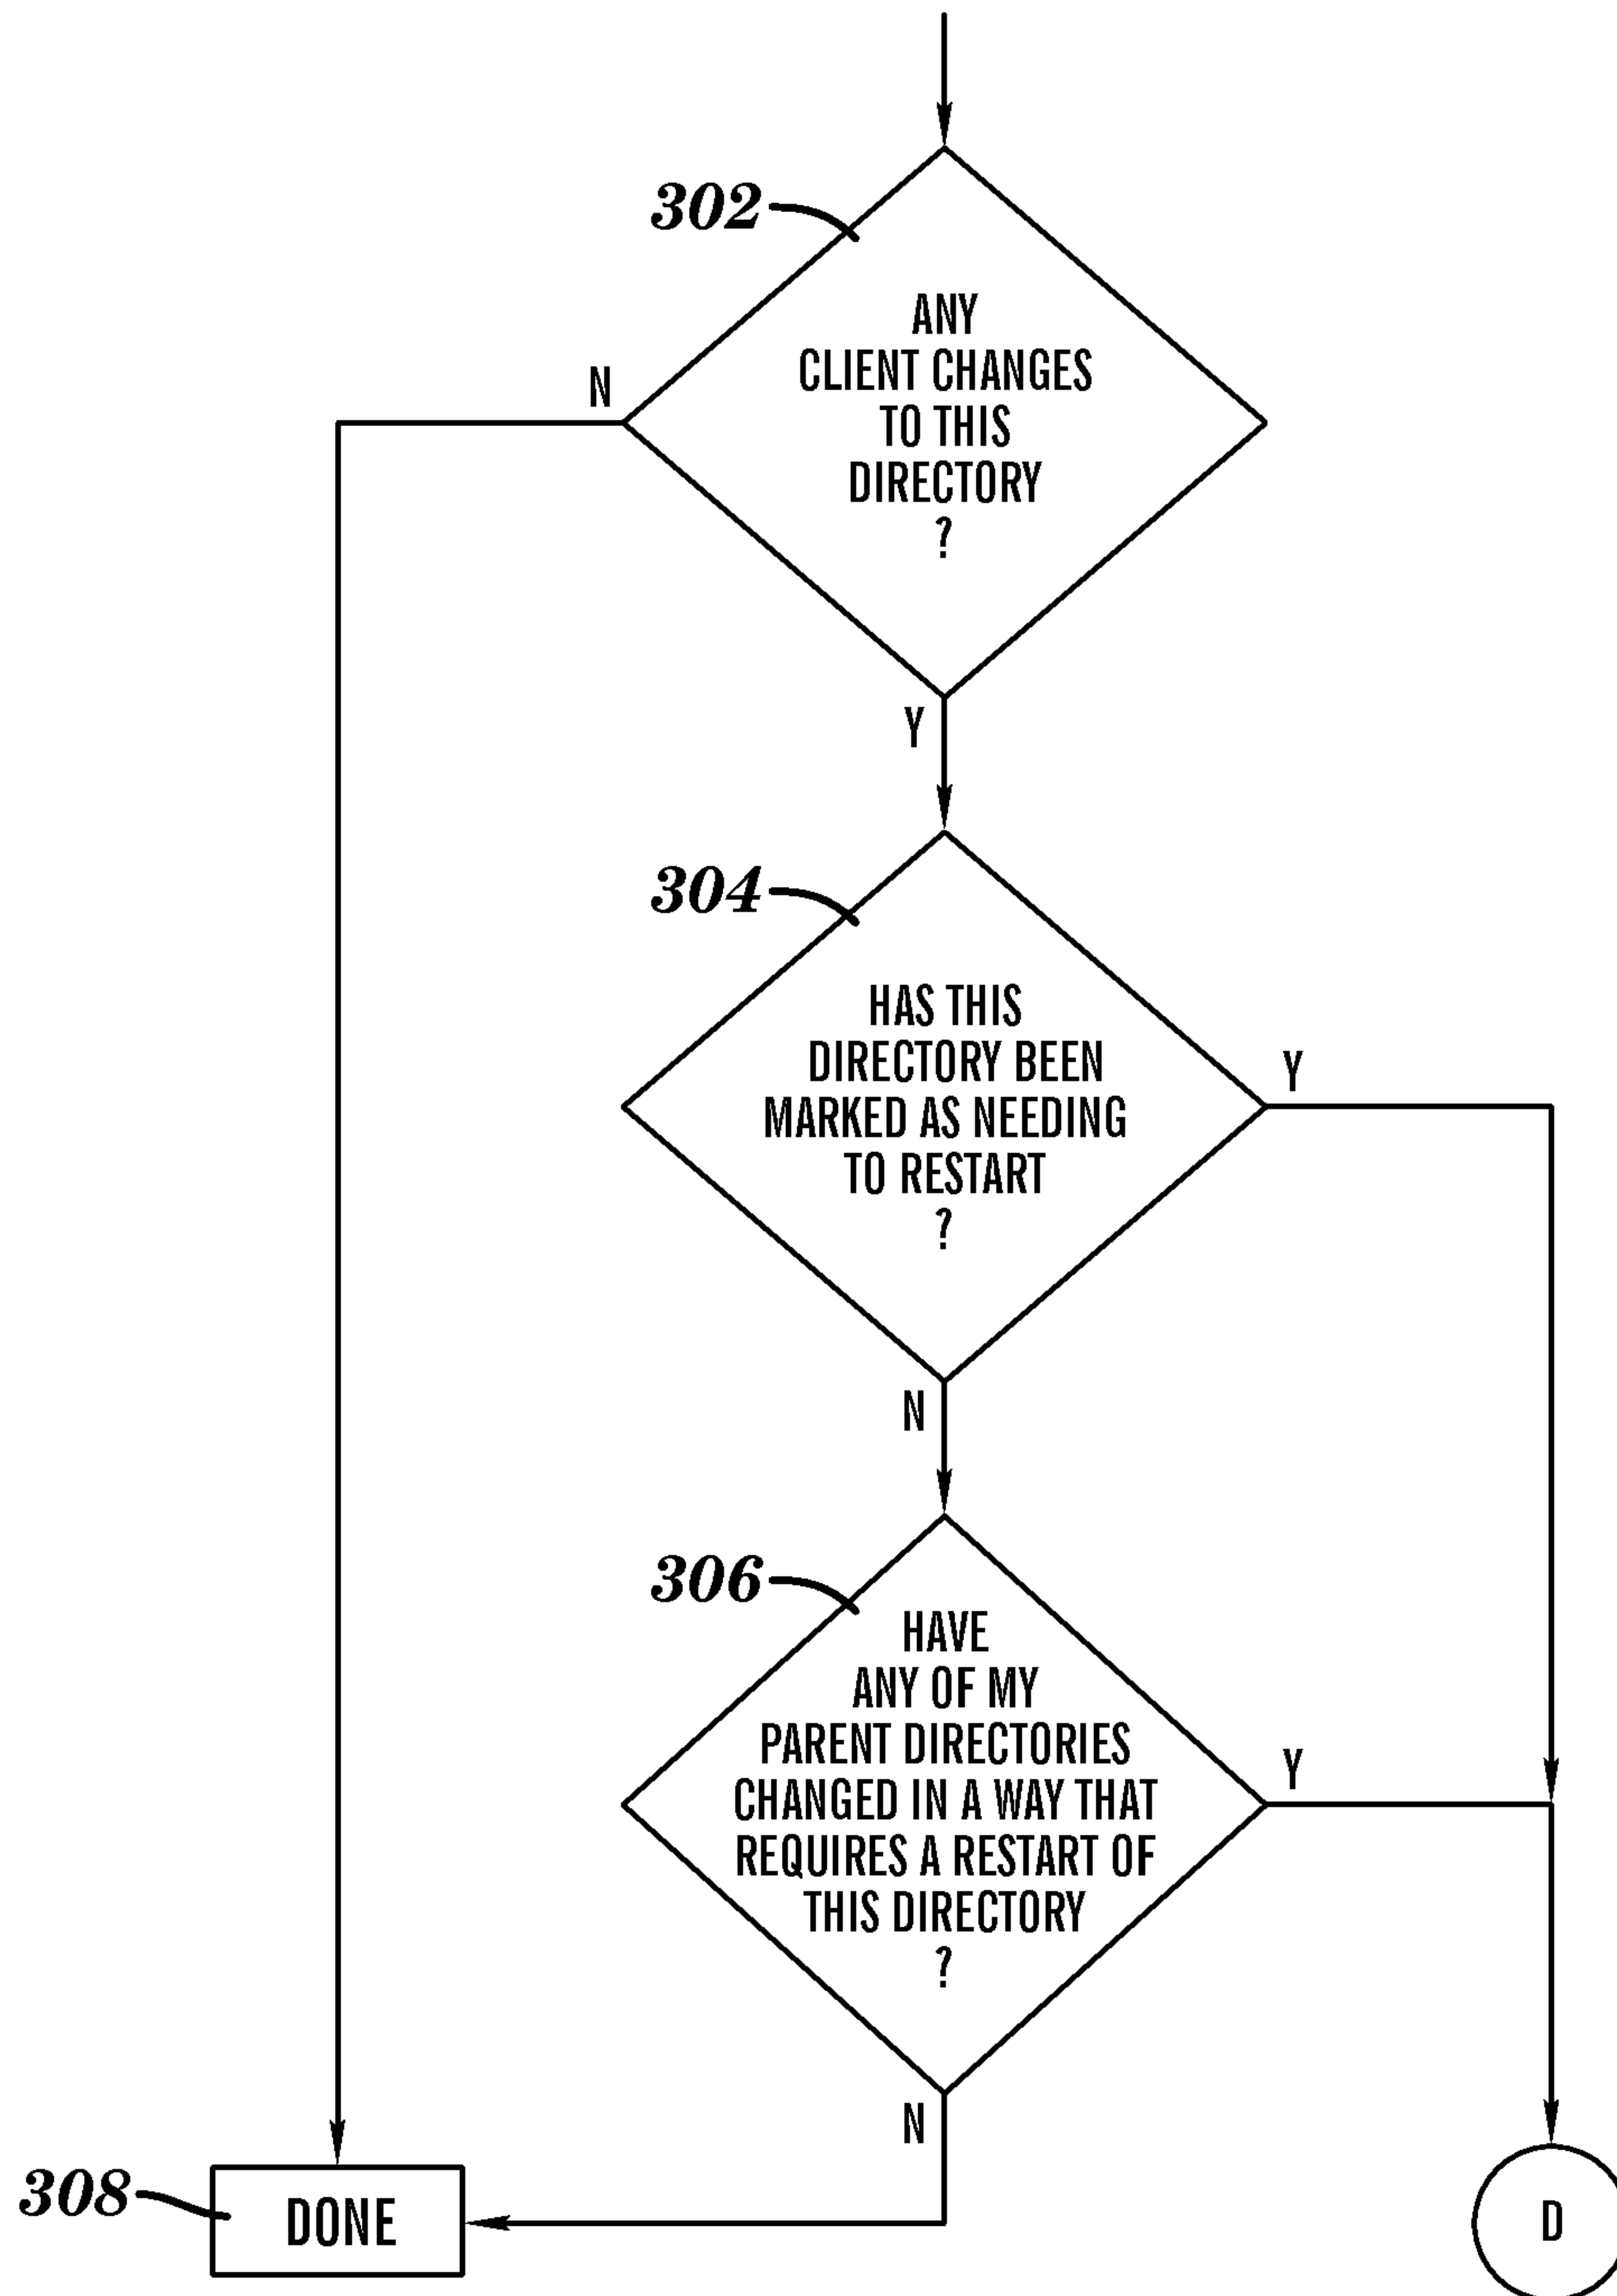 302
ANY
CLIENT CHANGES
TO THIS
DIRECTORY
?
N
Y
304
HAS THIS
DIRECTORY BEEN
MARKED AS NEEDING
TO RESTART
?
Y
N
306
HAVE
ANY OF MY
PARENT DIRECTORIES
CHANGED IN A WAY THAT
REQUIRES A RESTART OF
THIS DIRECTORY
?
Y
N
308
DONE
D